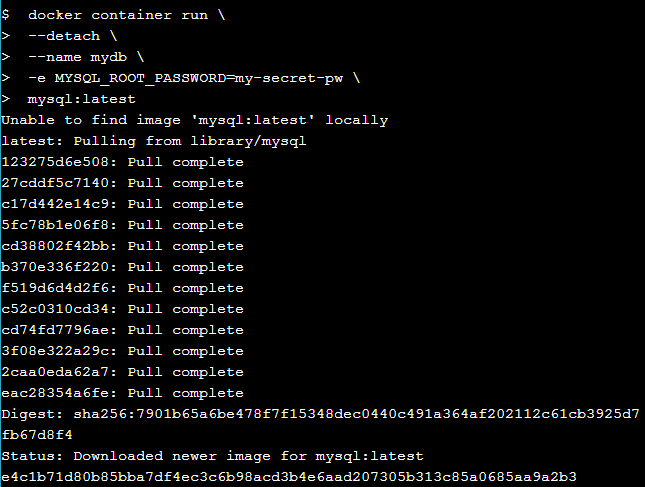 $  docker container run \
>  --detach \
>  --name mydb \
>  -e MYSQL_ROOT_PASSWORD=my-secret-pw \
>  mysql:latest
Unable to find image 'mysql:latest' locally
latest: Pulling from library/mysql
123275d6e508: Pull complete
27cddf5c7140: Pull complete
c17d442e14c9: Pull complete
5fc78b1e06f8: Pull complete
cd38802f42bb: Pull complete
b370e336f220: Pull complete
f519d6d4d2f6: Pull complete
c52c0310cd34: Pull complete
cd74fd7796ae: Pull complete
3f08e322a29c: Pull complete
2caa0eda62a7: Pull complete
eac28354a6fe: Pull complete
Digest: sha256:7901b65a6be478f7f15348dec0440c491a364af202112c61cb3925d7
fb67d8f4
Status: Downloaded newer image for mysql:latest
e4c1b71d80b85bba7df4ec3c6b98acd3b4e6aad207305b313c85a0685aa9a2b3